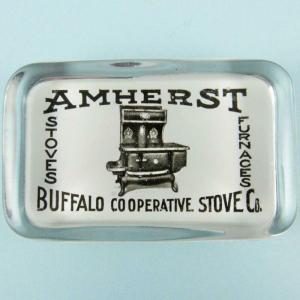 AMHERST
STOVES
FURNACES
BUFFALO COOPERATIVE. STOVE CO.